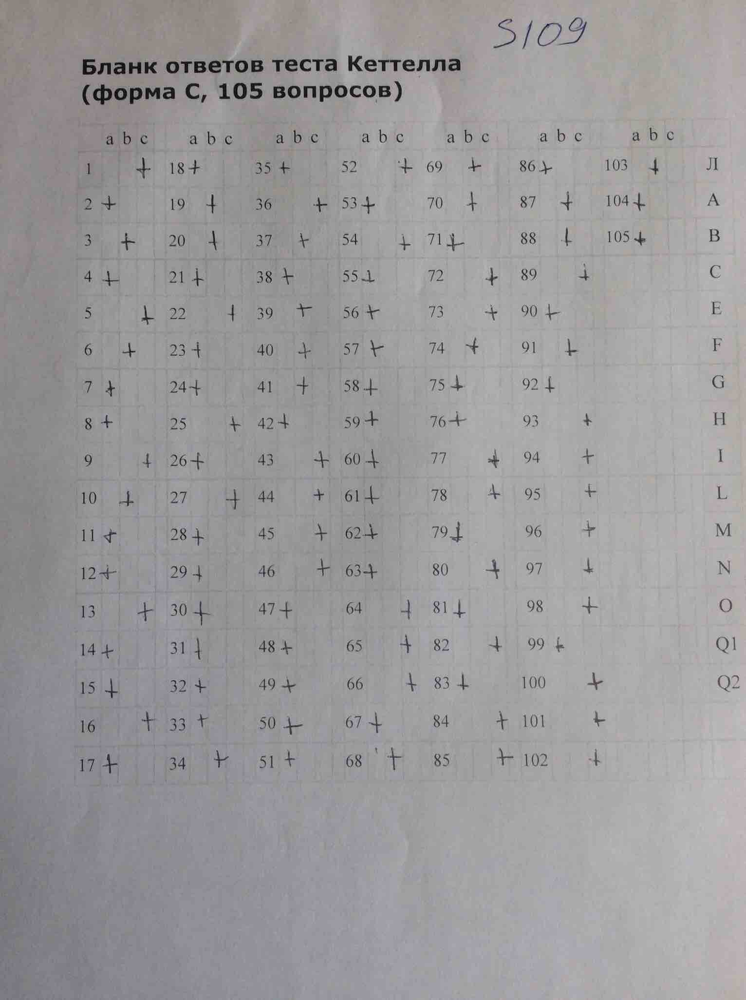 S109
Бланк ответов теста Кеттелла
(форма С, 105 вопросов)
a b c a b c a b c a b c a b c a b c a b c
1 + 18 + 35 + 52 + 69 + 86 + 103 + Л
2 + 19 + 36 + 53 + 70 + 87 + 104 + A
3 + 20 + 37 + 54 + 71 + 88 + 105 + B
4 + 21 + 38 + 55 + 72 + 89 + C
5 + 22 + 39 + 56 + 73 + 90 + E
6 + 23 + 40 + 57 + 74 + 91 + F
7 + 24 + 41 + 58 + 75 + 92 + G
8 + 25 + 42 + 59 + 76 + 93 + H
9 + 26 + 43 + 60 + 77 + 94 + I
10 + 27 + 44 + 61 + 78 + 95 + L
11 + 28 + 45 + 62 + 79 + 96 + M
12 + 29 + 46 + 63 + 80 + 97 + N
13 + 30 + 47 + 64 + 81 + 98 + O
14 + 31 + 48 + 65 + 82 + 99 + Q1
15 + 32 + 49 + 66 + 83 + 100 + Q2
16 + 33 + 50 + 67 + 84 + 101 +
17 + 34 + 51 + 68 + 85 + 102 +